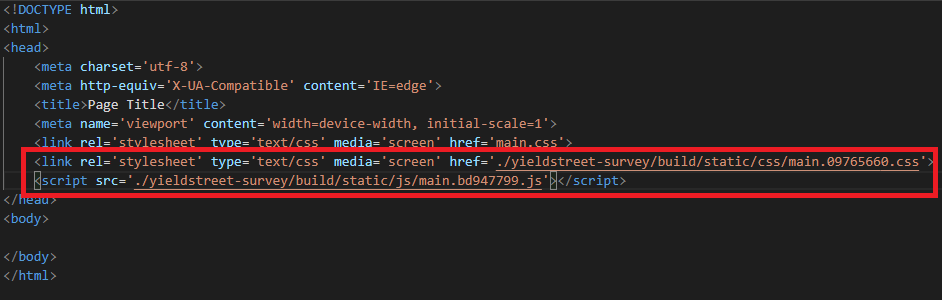 <!DOCTYPE html>
<html>
<head>
    <meta charset='utf-8'>
    <meta http-equiv='X-UA-Compatible' content='IE=edge'>
    <title>Page Title</title>
    <meta name='viewport' content='width=device-width, initial-scale=1'>
    <link rel='stylesheet' type='text/css' media='screen' href='main.css'>
    <link rel='stylesheet' type='text/css' media='screen' href='./yieldstreet-survey/build/static/css/main.09765660.css'>
    <script src='./yieldstreet-survey/build/static/js/main.bd947799.js'></script>
</head>
<body>

</body>
</html>